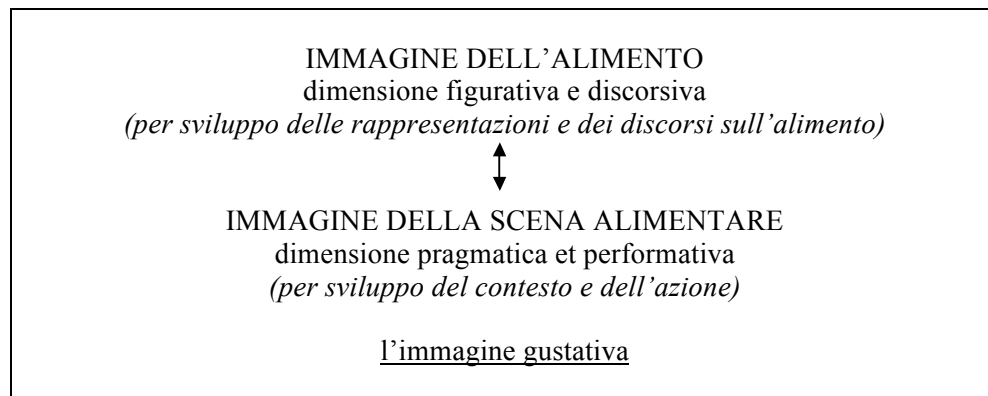 IMMAGINE DELL’ALIMENTO
dimensione figurativa e discorsiva
(per sviluppo delle rappresentazioni e dei discorsi sull’alimento)
IMMAGINE DELLA SCENA ALIMENTARE
dimensione pragmatica et performativa
(per sviluppo del contesto e dell’azione)
l’immagine gustativa